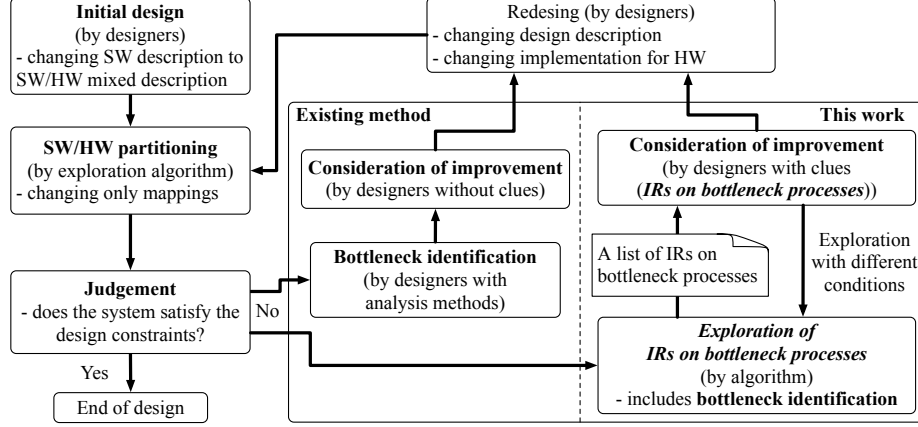 Initial design
(by designers)
- changing SW description to
SW/HW mixed description
Redesing (by designers)
- changing design description
- changing implementation for HW
Existing method
This work
SW/HW partitioning
(by exploration algorithm)
- changing only mappings
Consideration of improvement
(by designers without clues)
Consideration of improvement
(by designers with clues
(IRs on bottleneck processes))
Bottleneck identification
(by designers with
analysis methods)
A list of IRs on
bottleneck processes
Exploration
with different
conditions
Judgement
- does the system satisfy the
design constraints?
No
Yes
End of design
Exploration of
IRs on bottleneck processes
(by algorithm)
- includes bottleneck identification